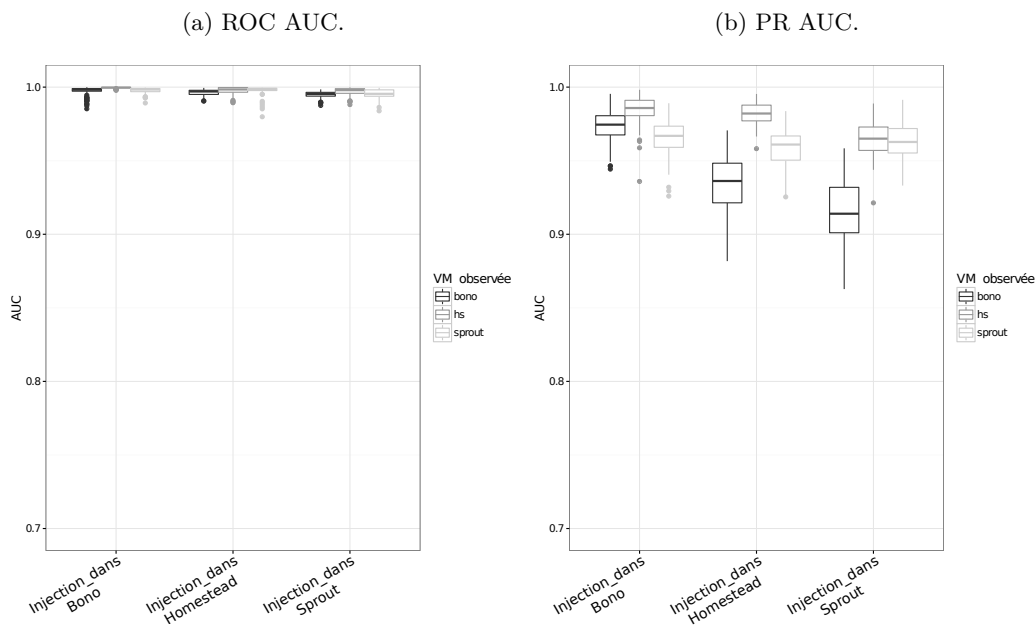 (a) ROC AUC.
1.0
0.9
0.8
0.7
AUC
Injection_dans
Bono
Injection_dans
Homestead
Injection_dans
Sprout
VM observée
bono
hs
sprout
(b) PR AUC.
1.0
0.9
0.8
0.7
AUC
Injection_dans
Bono
Injection_dans
Homestead
Injection_dans
Sprout
VM observée
bono
hs
sprout